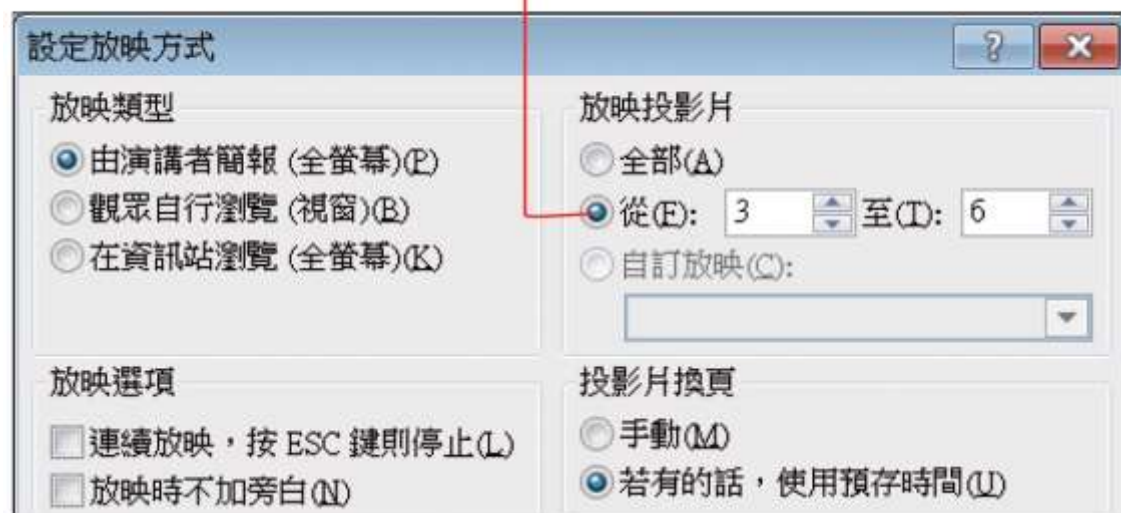 設定放映方式
放映類型
由演講者簡報 (全螢幕)(P)
觀眾自行瀏覽 (視窗)(B)
在資訊站瀏覽 (全螢幕)(K)
放映投影片
全部(A)
從(F): 3 至(T): 6
自訂放映(C):
放映選項
連續放映，按 ESC 鍵則停止(L)
放映時不加旁白(N)
投影片換頁
手動(M)
若有的話，使用預存時間(U)